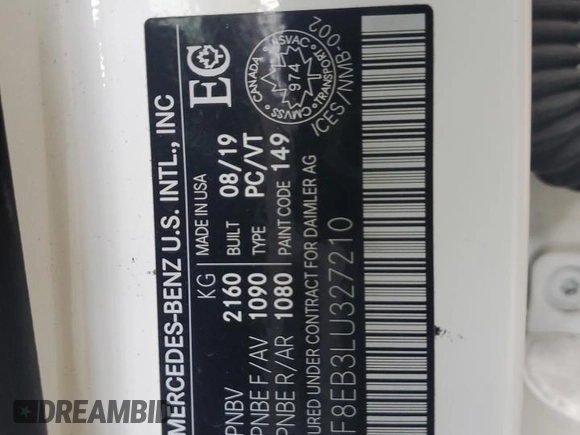 MERCEDES-BENZ U.S. INTL., INC
KG MADE IN USA
PNBV 2160 BUILT 08/19
PNBE F/AV 1090 TYPE PC/VT
PNBE R/AR 1080 PAINT CODE 149
URED UNDER CONTRACT FOR DAIMLER AG
F8EB3LU327210
EC
CANADA
SVAC
974
CMVSS
TRANSPORT
ICES/NMB-002
DREAMBID